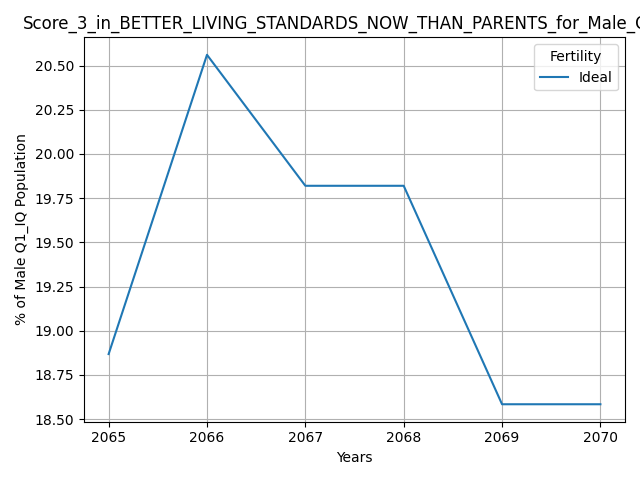 Score_3_in_BETTER_LIVING_STANDARDS_NOW_THAN_PARENTS_for_Male_
Fertility
Ideal
% of Male Q1_IQ Population
20.50
20.25
20.00
19.75
19.50
19.25
19.00
18.75
18.50
2065 2066 2067 2068 2069 2070
Years